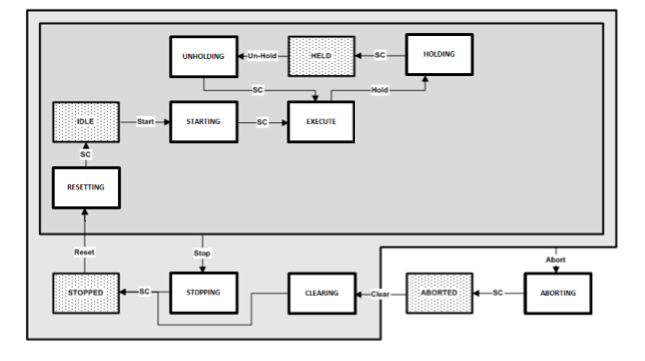 UNHOLDING
Un-Hold
HELD
SC
HOLDING
SC
Hold
IDLE
Start
STARTING
SC
EXECUTE
SC
RESETTING
Reset
Stop
Abort
STOPPED
SC
STOPPING
CLEARING
Clear
ABORTED
SC
ABORTING